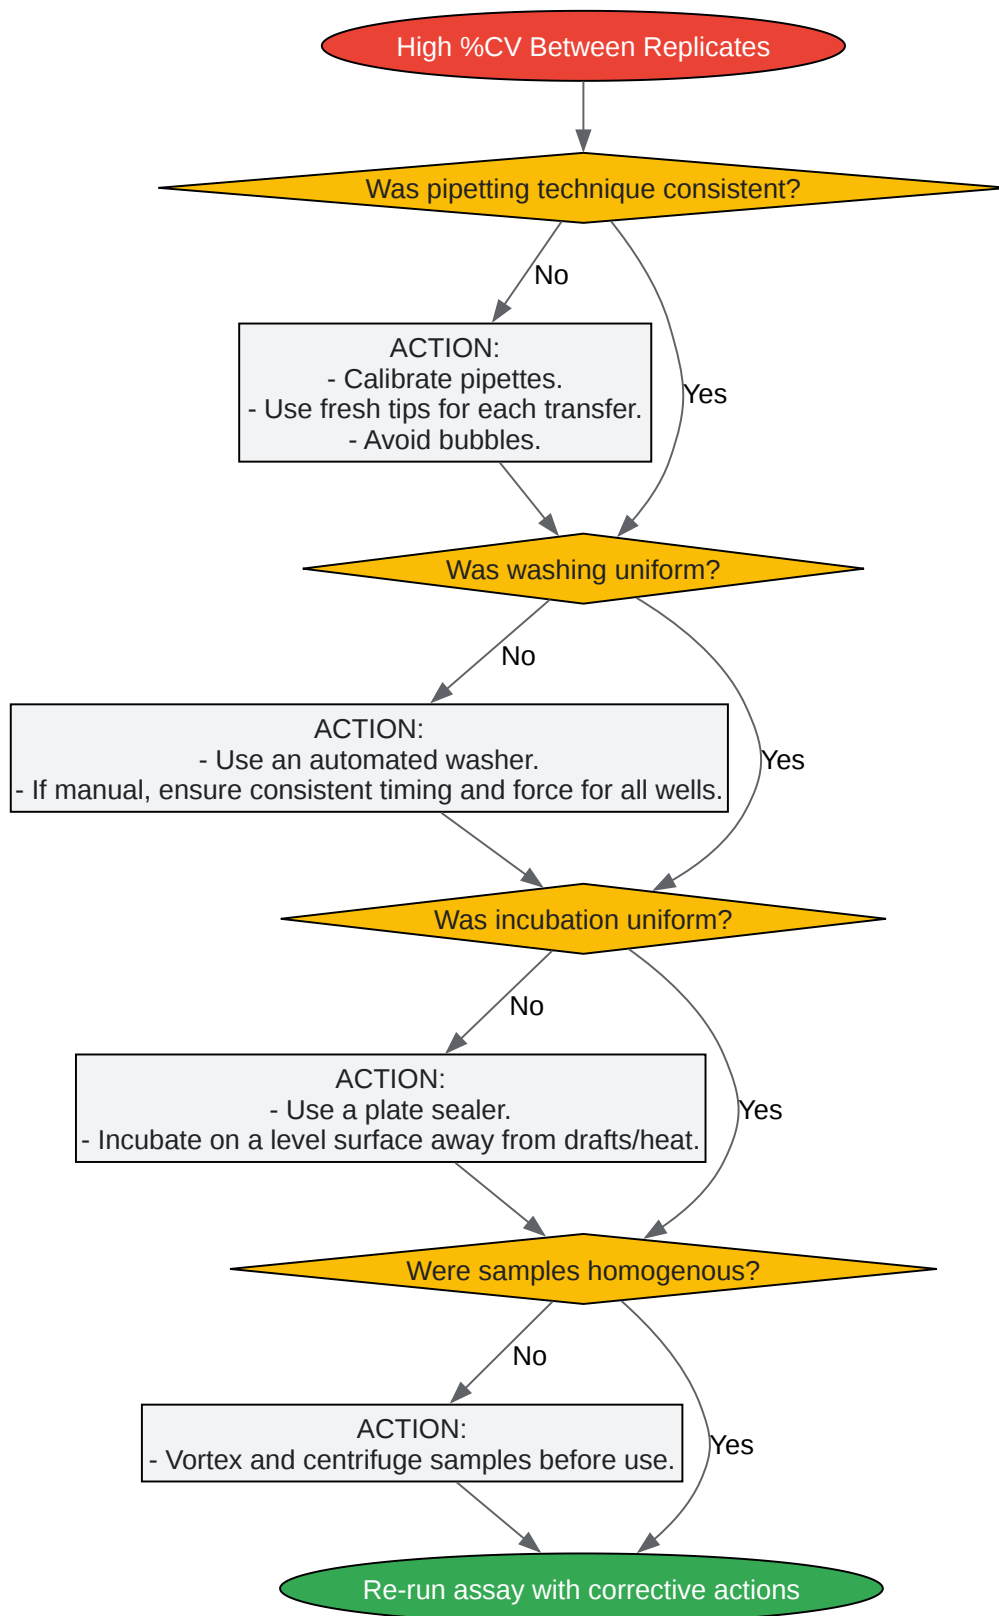 High %CV Between Replicates
Was pipetting technique consistent?
No
Yes
ACTION:
- Calibrate pipettes.
- Use fresh tips for each transfer.
- Avoid bubbles.
Was washing uniform?
No
Yes
ACTION:
- Use an automated washer.
- If manual, ensure consistent timing and force for all wells.
Was incubation uniform?
No
Yes
ACTION:
- Use a plate sealer.
- Incubate on a level surface away from drafts/heat.
Were samples homogenous?
No
Yes
ACTION:
- Vortex and centrifuge samples before use.
Re-run assay with corrective actions